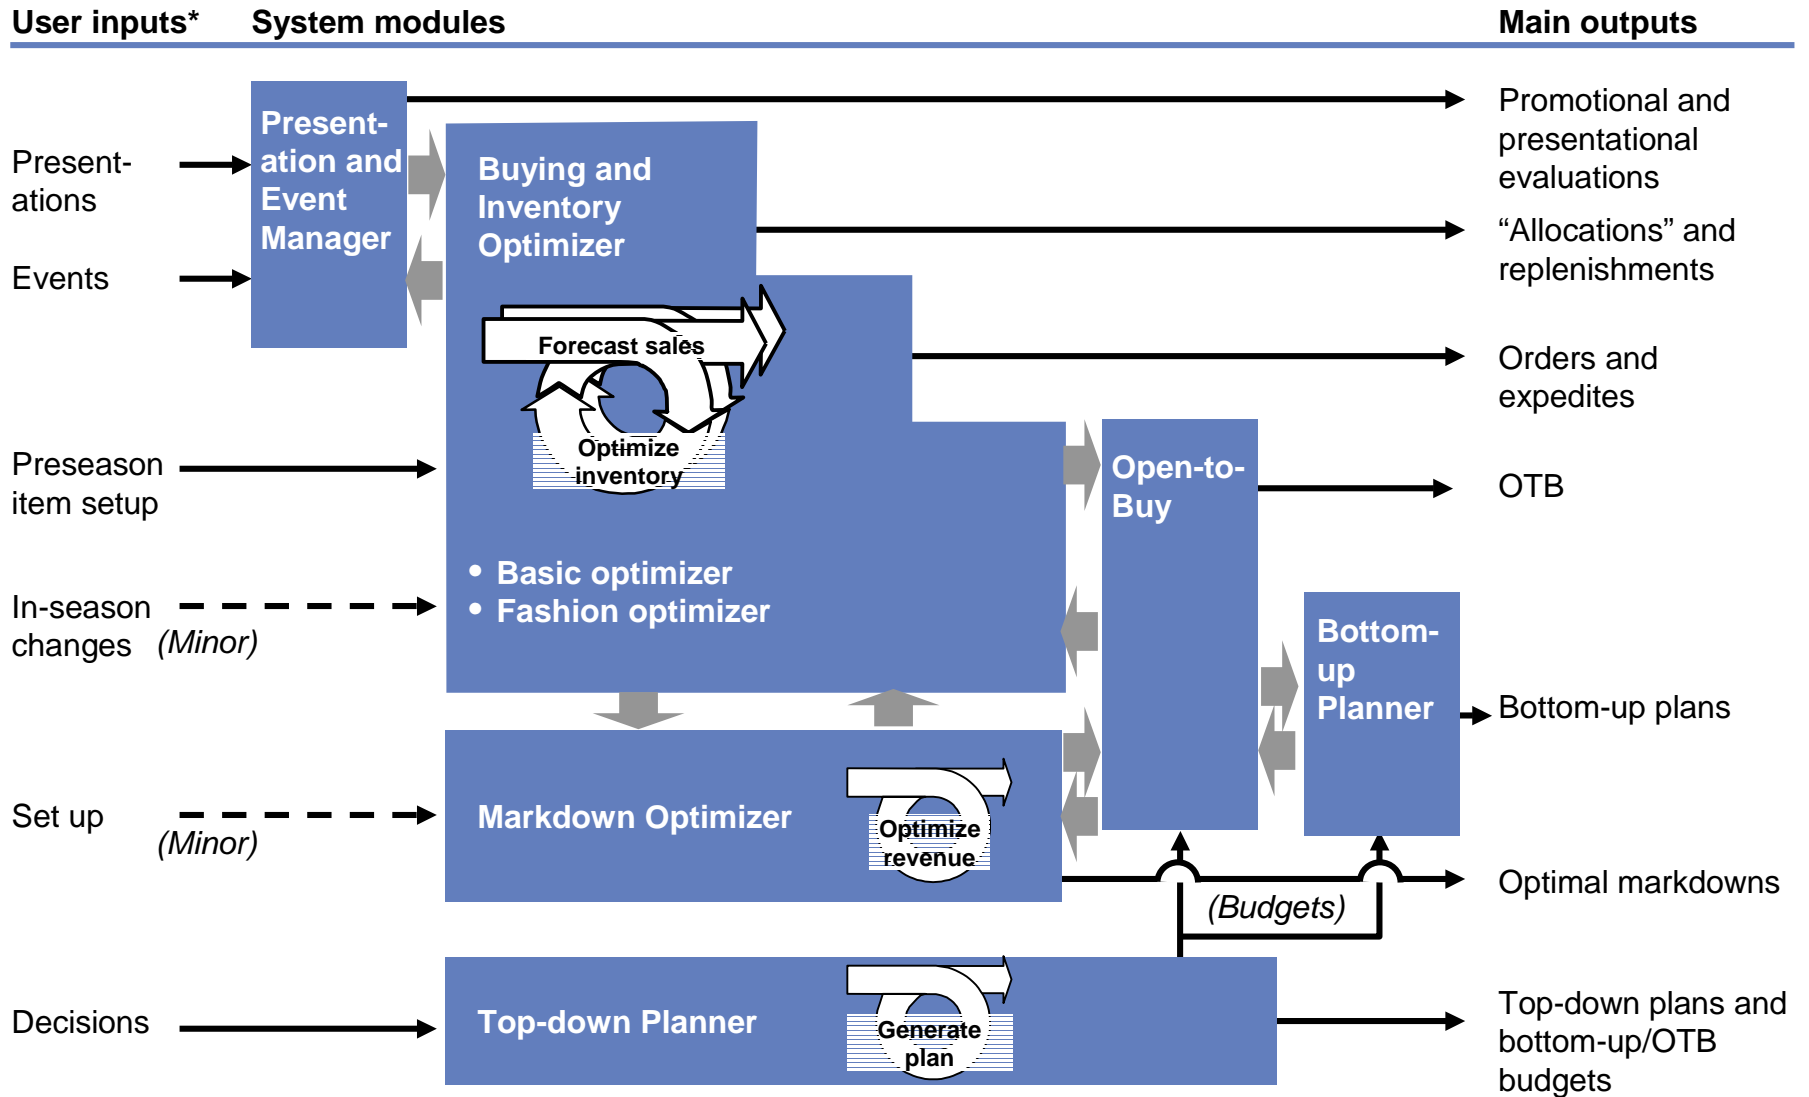 User inputs*
System modules
Main outputs
Present-
ations
Events
Preseason
item setup
In-season
changes
(Minor)
Set up
(Minor)
Decisions
Present-
ation and
Event
Manager
Buying and
Inventory
Optimizer
Forecast sales
Optimize
inventory
• Basic optimizer
• Fashion optimizer
Markdown Optimizer
Optimize
revenue
Top-down Planner
Generate
plan
Open-to-
Buy
Bottom-
up
Planner
(Budgets)
Promotional and
presentational
evaluations
“Allocations” and
replenishments
Orders and
expedites
OTB
Bottom-up plans
Optimal markdowns
Top-down plans and
bottom-up/OTB
budgets